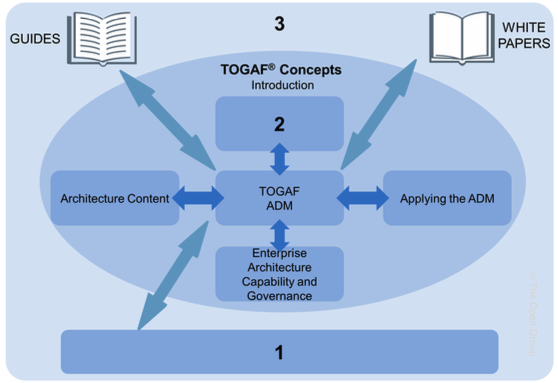 3
GUIDES
WHITE
PAPERS
TOGAF® Concepts
Introduction
2
Architecture Content
TOGAF
ADM
Applying the ADM
Enterprise
Architecture
Capability and
Governance
1
© The Open Group